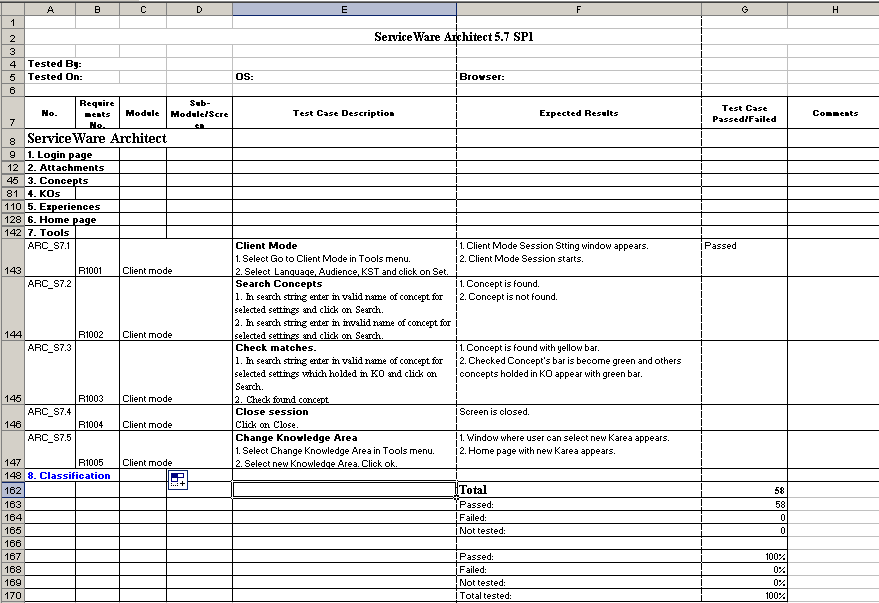 A B C D E F G H
1
2 ServiceWare Architect 5.7 SP1
3
4 Tested By:
5 Tested On: OS: Browser:
6
7 No. Require ments No. Module Sub-Module/Scre en Test Case Description Expected Results Test Case Passed/Failed Comments
8 ServiceWare Architect
9 1. Login page
12 2. Attachments
45 3. Concepts
81 4. KOs
110 5. Experiences
128 6. Home page
142 7. Tools
ARC_S7.1 Client Mode 1. Client Mode Session Stting window appears. Passed
1. Select Go to Client Mode in Tools menu. 2. Client Mode Session starts.
143 R1001 Client mode 2. Select Language, Audience, KST and click on Set.
ARC_S7.2 Search Concepts 1. Concept is found.
1. In search string enter in valid name of concept for 2. Concept is not found.
selected settings and click on Search.
2. In search string enter in invalid name of concept for
144 R1002 Client mode selected settings and click on Search.
ARC_S7.3 Check matches. 1. Concept is found with yellow bar.
1. In search string enter in valid name of concept for 2. Checked Concept's bar is become green and others
selected settings which holded in KO and click on concepts holded in KO appear with green bar.
Search.
145 R1003 Client mode 2. Check found concept.
ARC_S7.4 Close session Screen is closed.
146 R1004 Client mode Click on Close.
ARC_S7.5 Change Knowledge Area 1. Window where user can select new Karea appears.
1. Select Change Knowledge Area in Tools menu. 2. Home page with new Karea appears.
147 R1005 Client mode 2. Select new Knowledge Area. Click ok.
148 8. Classification
162 Total 58
163 Passed: 58
164 Failed: 0
165 Not tested: 0
166
167 Passed: 100%
168 Failed: 0%
169 Not tested: 0%
170 Total tested: 100%